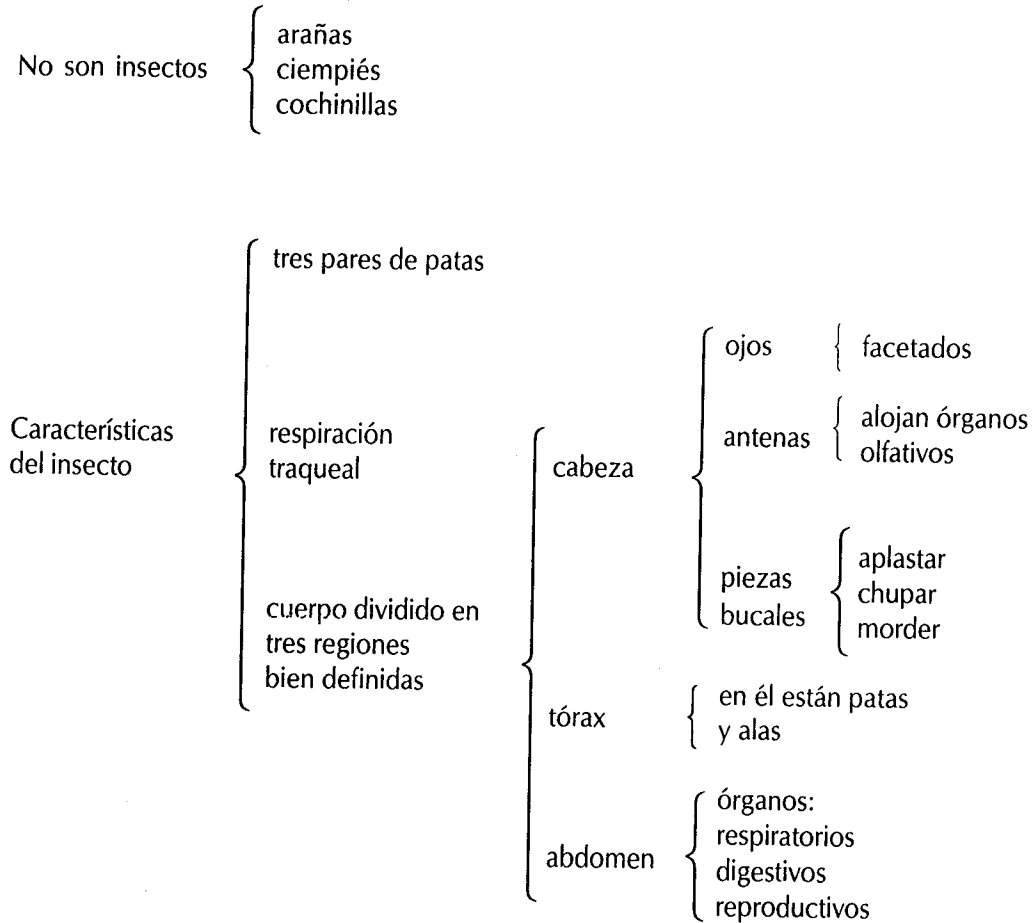 No son insectos
arañas
ciempiés
cochinillas
Características
del insecto
tres pares de patas
respiración
traqueal
cuerpo dividido en
tres regiones
bien definidas
cabeza
ojos
facetados
antenas
alojan órganos
olfativos
piezas
bucales
aplastar
chupar
morder
tórax
en él están patas
y alas
abdomen
órganos:
respiratorios
digestivos
reproductivos